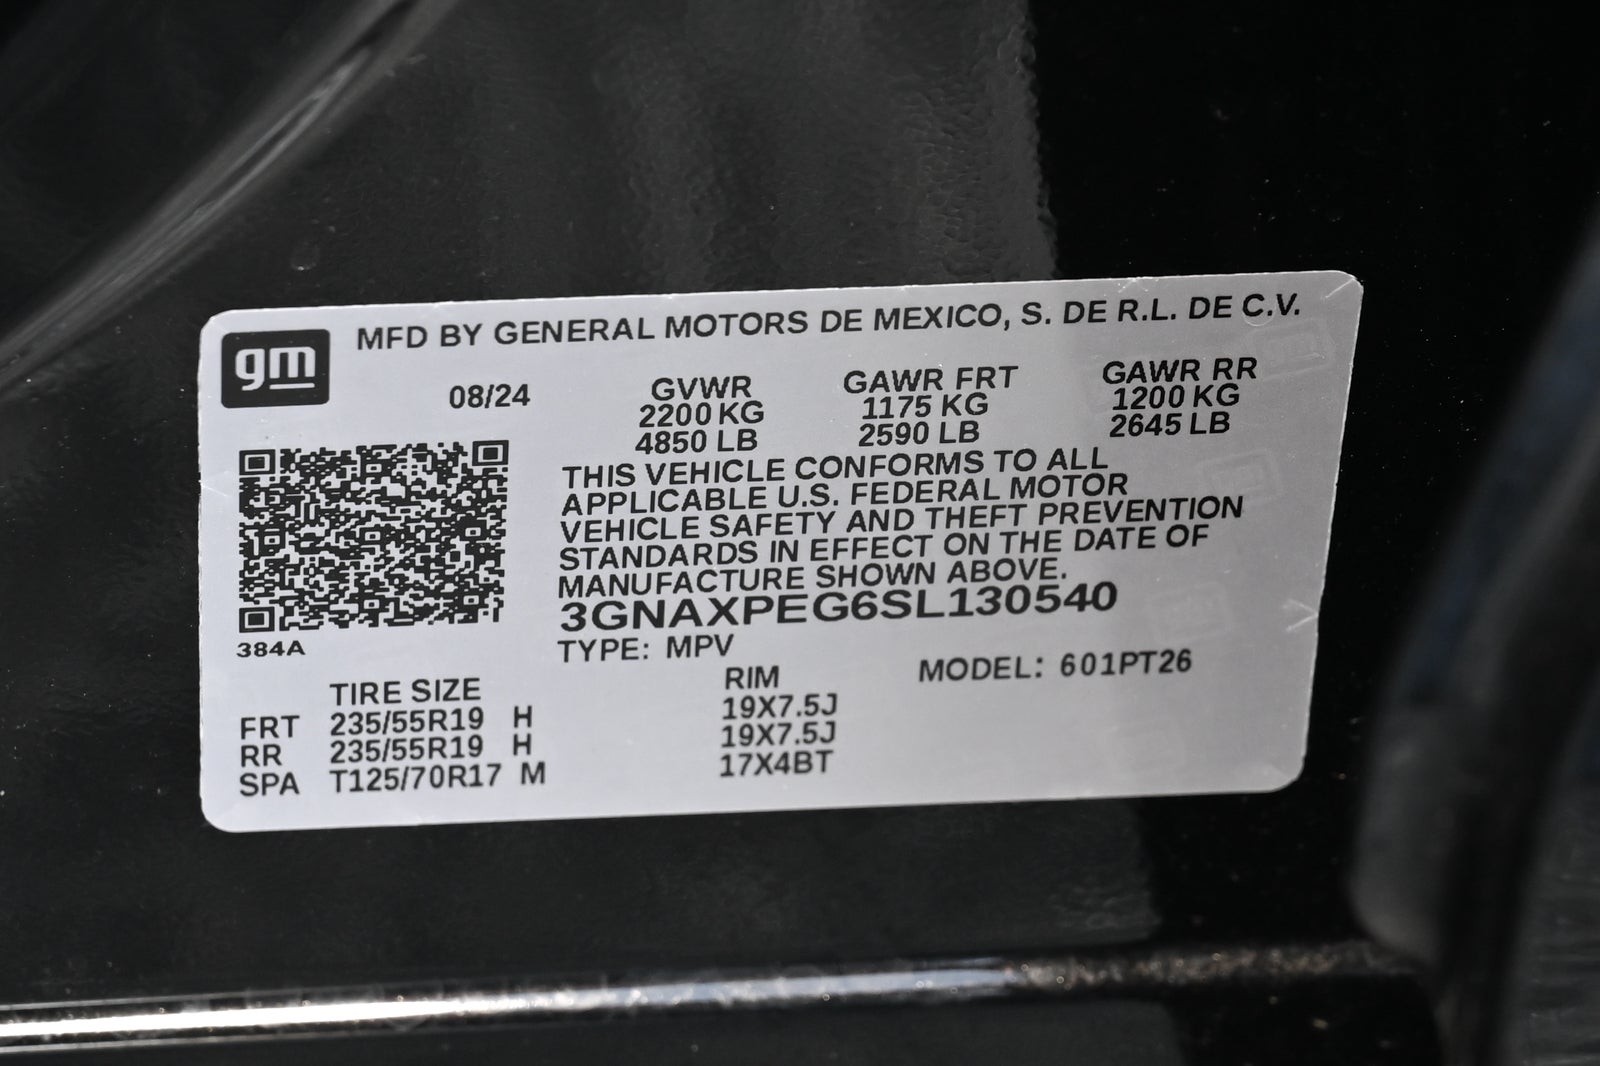 gm
MFD BY GENERAL MOTORS DE MEXICO, S. DE R.L. DE C.V.
08/24 GVWR GAWR FRT GAWR RR
2200 KG 1175 KG 1200 KG
4850 LB 2590 LB 2645 LB
THIS VEHICLE CONFORMS TO ALL
APPLICABLE U.S. FEDERAL MOTOR
VEHICLE SAFETY AND THEFT PREVENTION
STANDARDS IN EFFECT ON THE DATE OF
MANUFACTURE SHOWN ABOVE.
3GNAXPEG6SL130540
384A
TYPE: MPV MODEL: 601PT26
TIRE SIZE RIM
FRT 235/55R19 H 19X7.5J
RR 235/55R19 H 19X7.5J
SPA T125/70R17 M 17X4BT